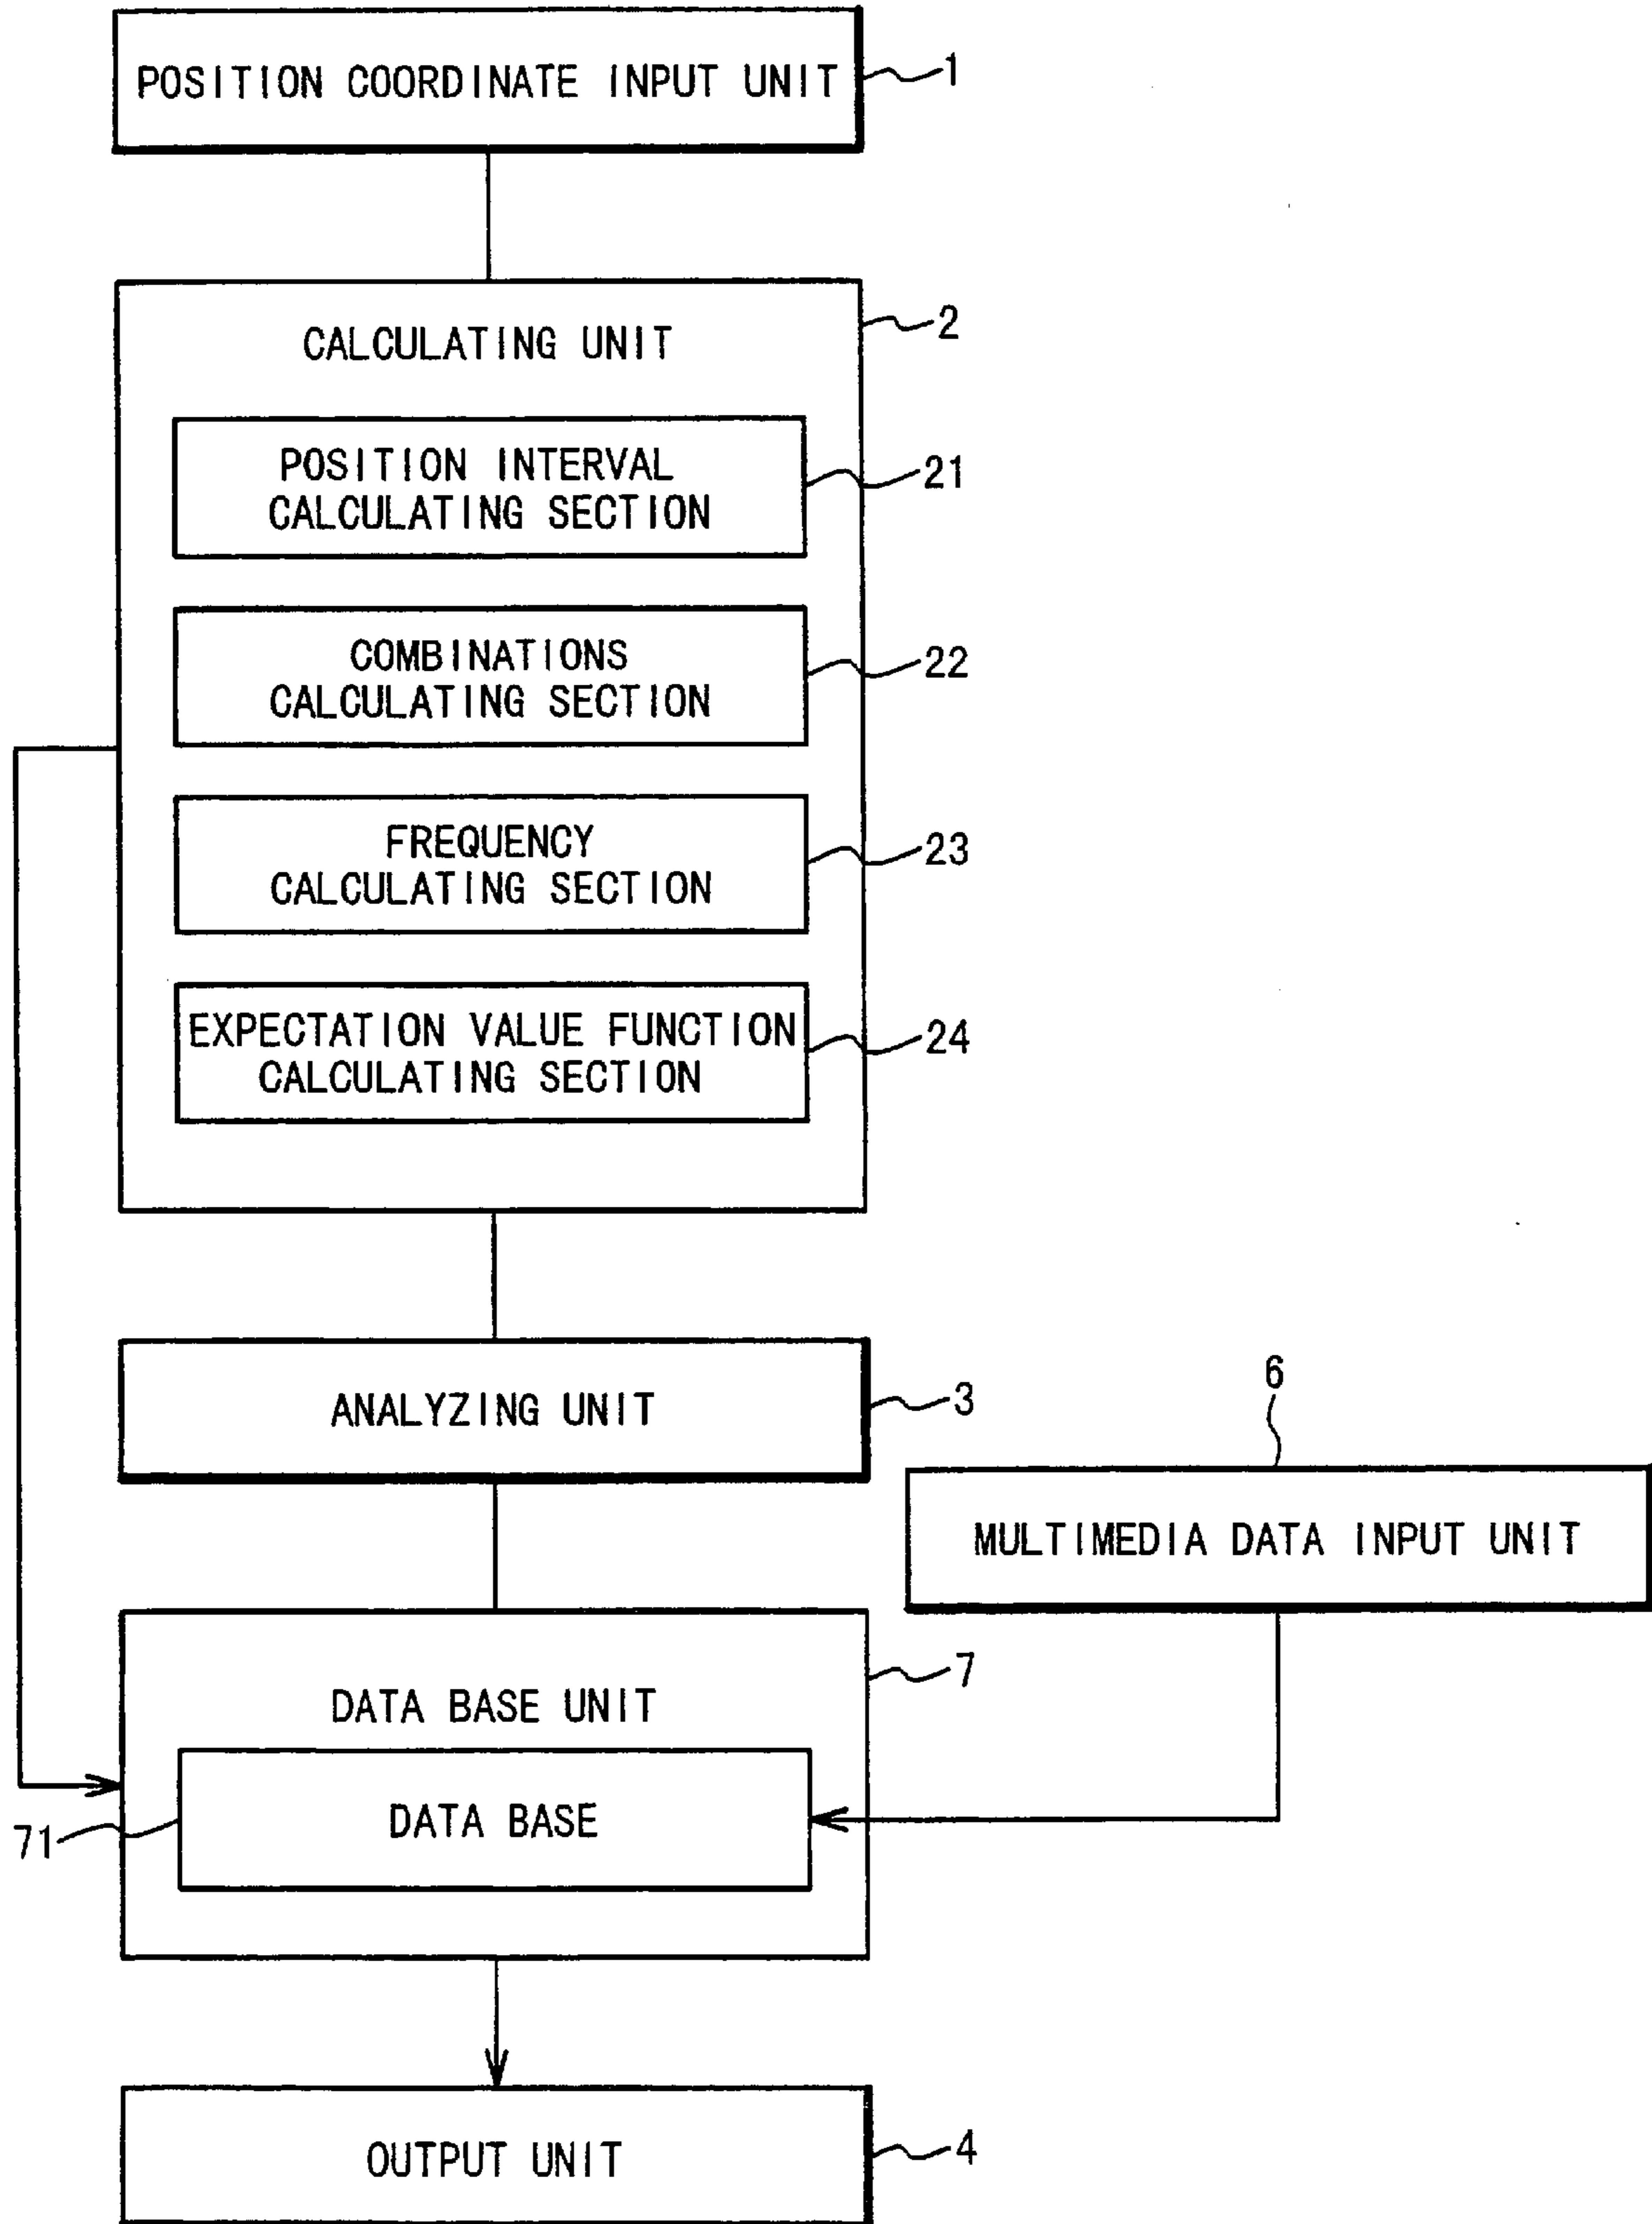 POSITION COORDINATE INPUT UNIT
1
CALCULATING UNIT
2
POSITION INTERVAL
CALCULATING SECTION
21
COMBINATIONS
CALCULATING SECTION
22
FREQUENCY
CALCULATING SECTION
23
EXPECTATION VALUE FUNCTION
CALCULATING SECTION
24
ANALYZING UNIT
3
6
MULTIMEDIA DATA INPUT UNIT
7
DATA BASE UNIT
DATA BASE
71
OUTPUT UNIT
4